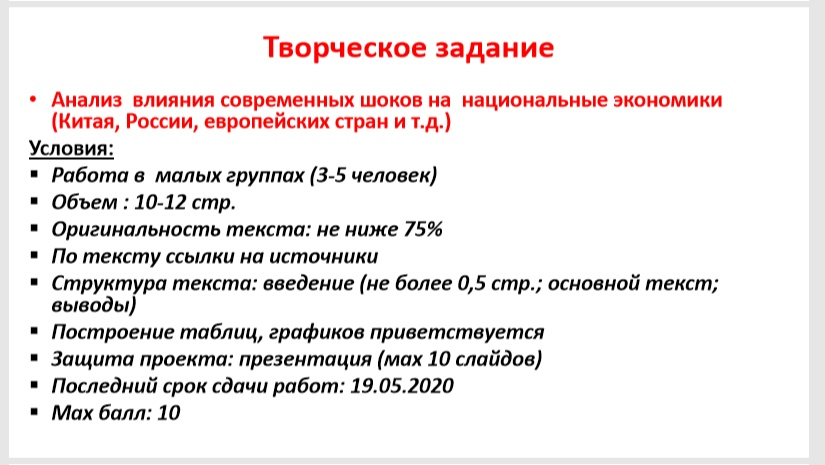 Творческое задание
• Анализ влияния современных шоков на национальные экономики
(Китая, России, европейских стран и т.д.)
Условия:
▪ Работа в малых группах (3-5 человек)
▪ Объем : 10-12 стр.
▪ Оригинальность текста: не ниже 75%
▪ По тексту ссылки на источники
▪ Структура текста: введение (не более 0,5 стр.; основной текст;
выводы)
▪ Построение таблиц, графиков приветствуется
▪ Защита проекта: презентация (мах 10 слайдов)
▪ Последний срок сдачи работ: 19.05.2020
▪ Мах балл: 10